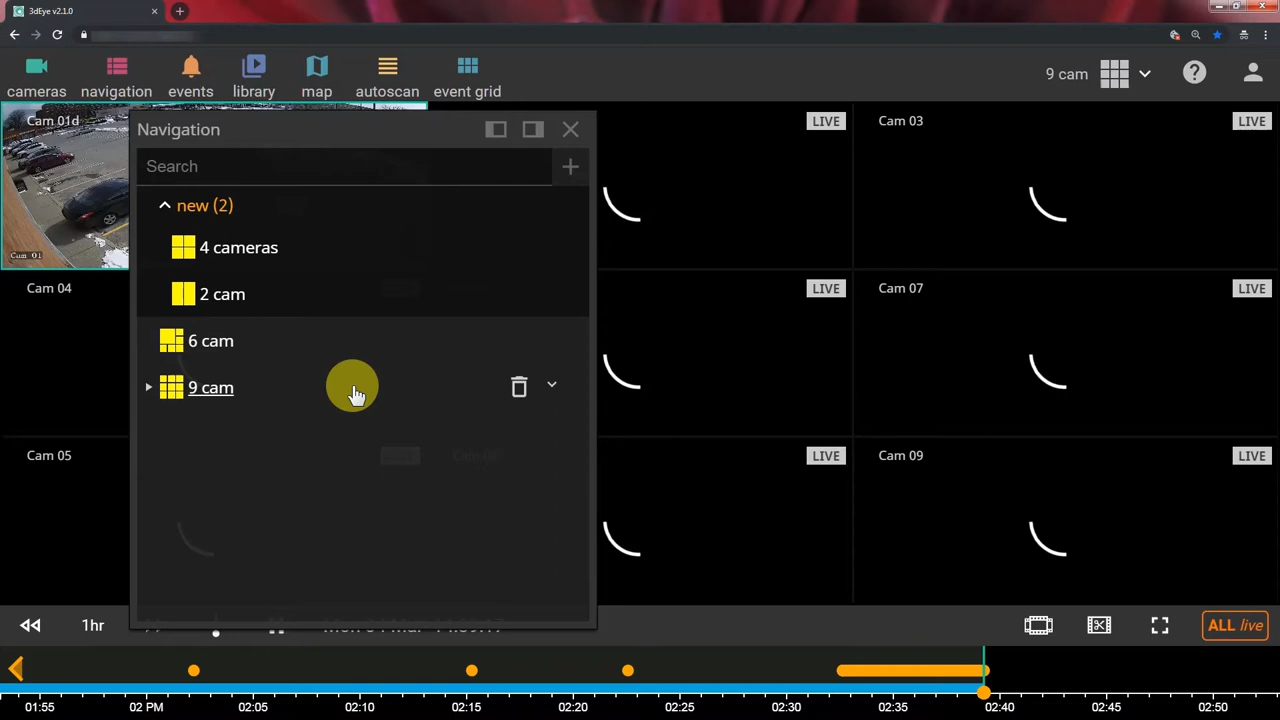 3dEye v2.1.0
cameras
navigation
events
library
map
autoscan
event grid
9 cam
Cam 01d
Navigation
LIVE
Cam 03
LIVE
Search
new (2)
4 cameras
2 cam
6 cam
9 cam
Cam 01
Cam 04
LIVE
Cam 07
LIVE
Cam 05
LIVE
Cam 09
LIVE
1hr
ALL live
01:55
02 PM
02:05
02:10
02:15
02:20
02:25
02:30
02:35
02:40
02:45
02:50